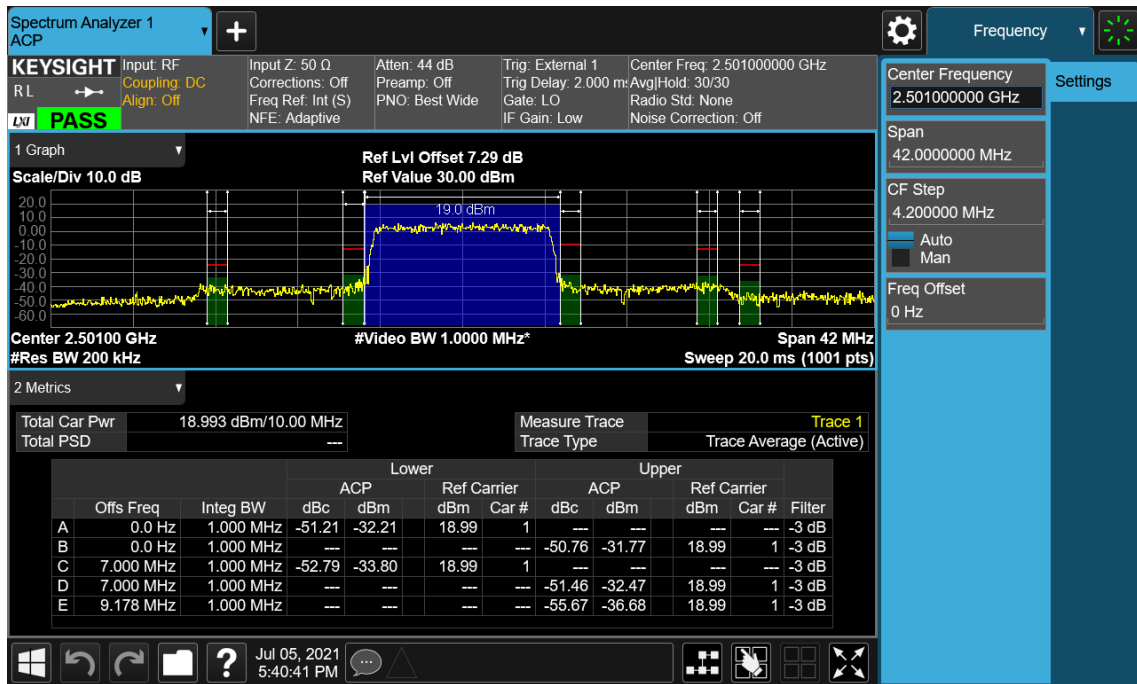 Spectrum Analyzer 1
ACP
Frequency
KEYSIGHT
R L
LXI PASS
Input: RF
Coupling: DC
Align: Off
Input Z: 50 Ω
Corrections: Off
Freq Ref: Int (S)
NFE: Adaptive
Atten: 44 dB
Preamp: Off
PNO: Best Wide
Trig: External 1
Trig Delay: 2.000 ms
Gate: LO
IF Gain: Low
Center Freq: 2.501000000 GHz
Avg|Hold: 30/30
Radio Std: None
Noise Correction: Off
Center Frequency
2.501000000 GHz
Settings
Span
42.0000000 MHz
CF Step
4.200000 MHz
Auto
Man
Freq Offset
0 Hz
1 Graph
Ref Lvl Offset 7.29 dB
Scale/Div 10.0 dB
Ref Value 30.00 dBm
19.0 dBm
20.0
10.0
0.00
-10.0
-20.0
-30.0
-40.0
-50.0
-60.0
Center 2.50100 GHz #Video BW 1.0000 MHz* Span 42 MHz
#Res BW 200 kHz Sweep 20.0 ms (1001 pts)
2 Metrics
Total Car Pwr 18.993 dBm/10.00 MHz
Total PSD ---
Measure Trace Trace 1
Trace Type Trace Average (Active)
Lower Upper
ACP Ref Carrier ACP Ref Carrier
Offs Freq Integ BW dBc dBm dBm Car # dBc dBm dBm Car # Filter
A 0.0 Hz 1.000 MHz -51.21 -32.21 18.99 1 --- --- --- --- -3 dB
B 0.0 Hz 1.000 MHz --- --- --- --- -50.76 -31.77 18.99 1 -3 dB
C 7.000 MHz 1.000 MHz -52.79 -33.80 18.99 1 --- --- --- --- -3 dB
D 7.000 MHz 1.000 MHz --- --- --- --- -51.46 -32.47 18.99 1 -3 dB
E 9.178 MHz 1.000 MHz --- --- --- --- -55.67 -36.68 18.99 1 -3 dB
Jul 05, 2021
5:40:41 PM